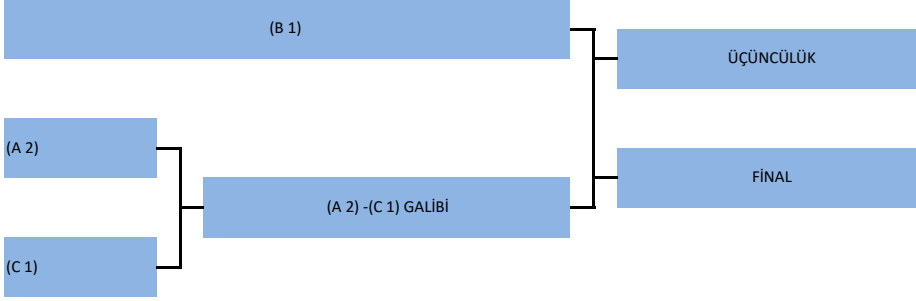 (B 1)
ÜÇÜNCÜLÜK
(A 2)
FİNAL
(A 2) -(C 1) GALİBİ
(C 1)